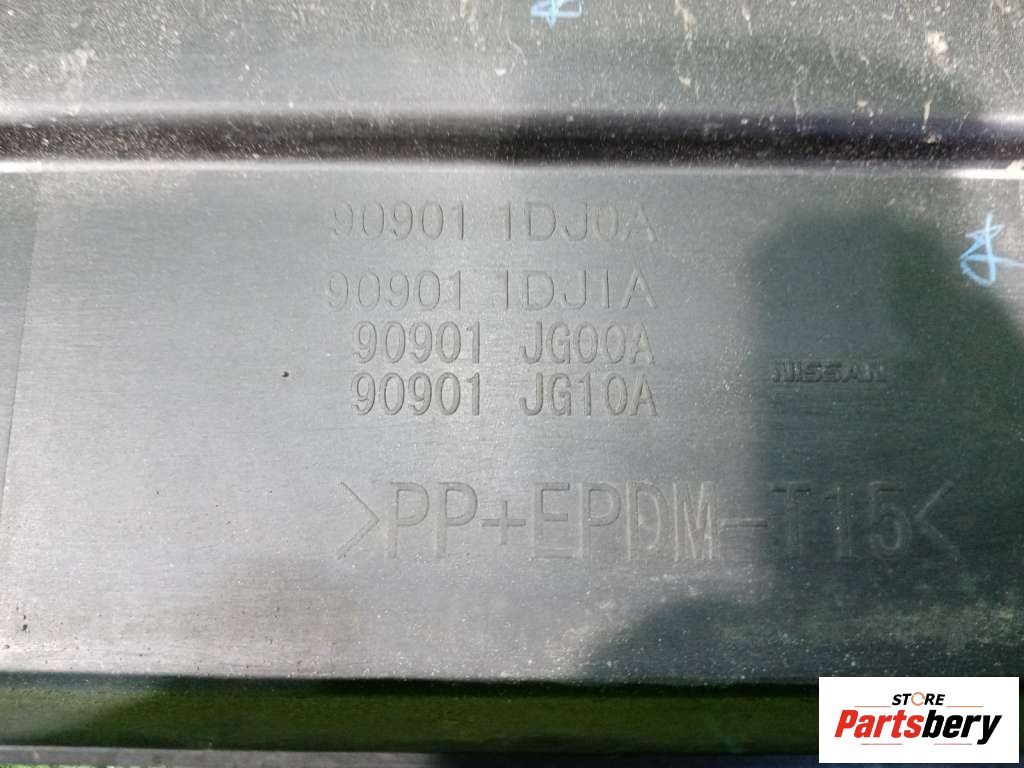 90901 1DJ0A
90901 1DJ1A
90901 JG00A
90901 JG10A
NISSAN
>PP+EPDM-T15<
STORE
Partsbery